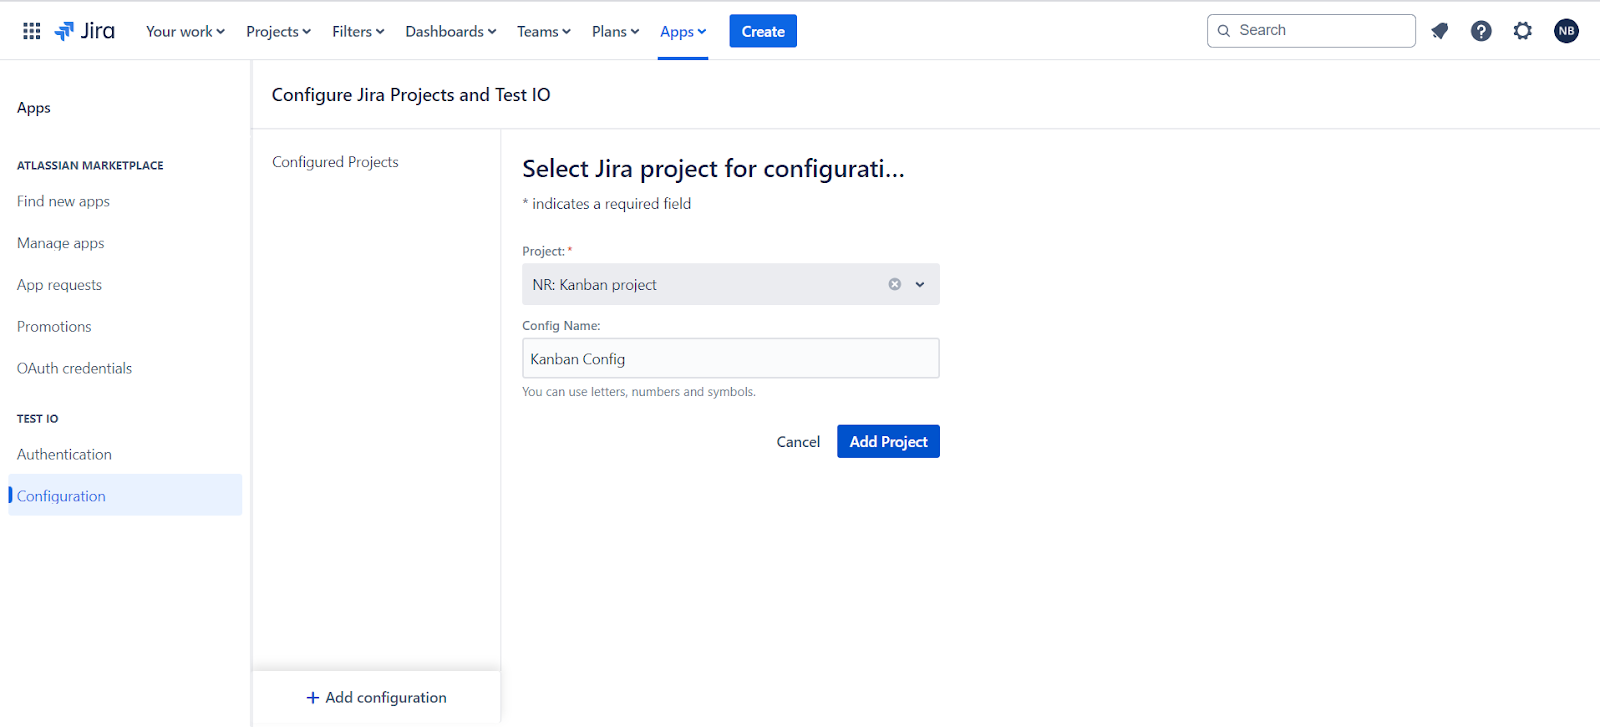 Jira Your work Projects Filters Dashboards Teams Plans Apps Create Search NB
Apps
ATLASSIAN MARKETPLACE
Find new apps
Manage apps
App requests
Promotions
OAuth credentials
TEST IO
Authentication
Configuration
Configure Jira Projects and Test IO
Configured Projects
+ Add configuration
Select Jira project for configurati...
* indicates a required field
Project: *
NR: Kanban project
Config Name:
Kanban Config
You can use letters, numbers and symbols.
Cancel Add Project